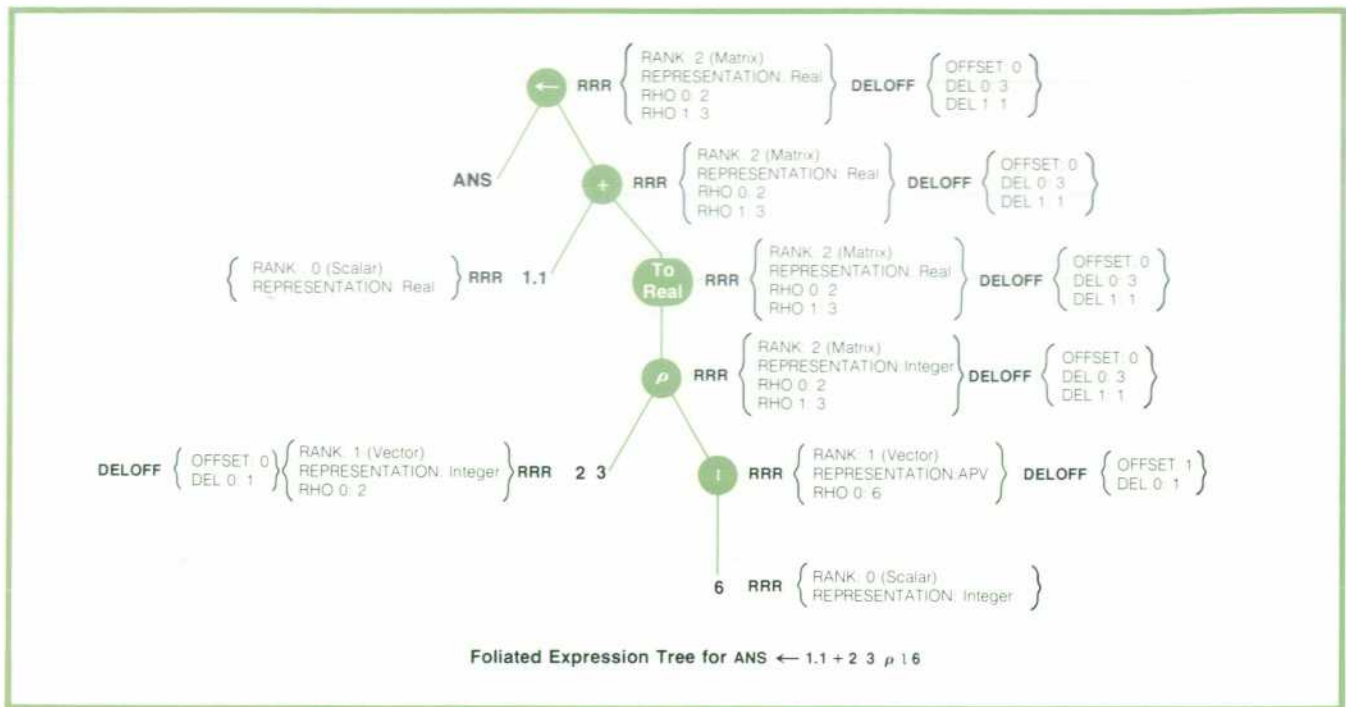 ← RRR RANK: 2 (Matrix) DELOFF OFFSET: 0
REPRESENTATION: Real DEL 0: 3
RHO 0: 2 DEL 1: 1
RHO 1: 3
ANS + RRR RANK: 2 (Matrix) DELOFF OFFSET: 0
REPRESENTATION: Real DEL 0: 3
RHO 0: 2 DEL 1: 1
RHO 1: 3
RANK: 0 (Scalar) RRR 1.1
REPRESENTATION: Real
To Real RRR RANK: 2 (Matrix) DELOFF OFFSET: 0
REPRESENTATION: Real DEL 0: 3
RHO 0: 2 DEL 1: 1
RHO 1: 3
ρ RRR RANK: 2 (Matrix) DELOFF OFFSET: 0
REPRESENTATION: Integer DEL 0: 3
RHO 0: 2 DEL 1: 1
RHO 1: 3
DELOFF OFFSET: 0 RANK: 1 (Vector) RRR 2 3
DEL 0: 1 REPRESENTATION: Integer
RHO 0: 2
ι RRR RANK: 1 (Vector) DELOFF OFFSET: 1
REPRESENTATION: APV DEL 0: 1
RHO 0: 6
6 RRR RANK: 0 (Scalar)
REPRESENTATION: Integer
Foliated Expression Tree for ANS ← 1.1 + 2 3 ρ ι 6